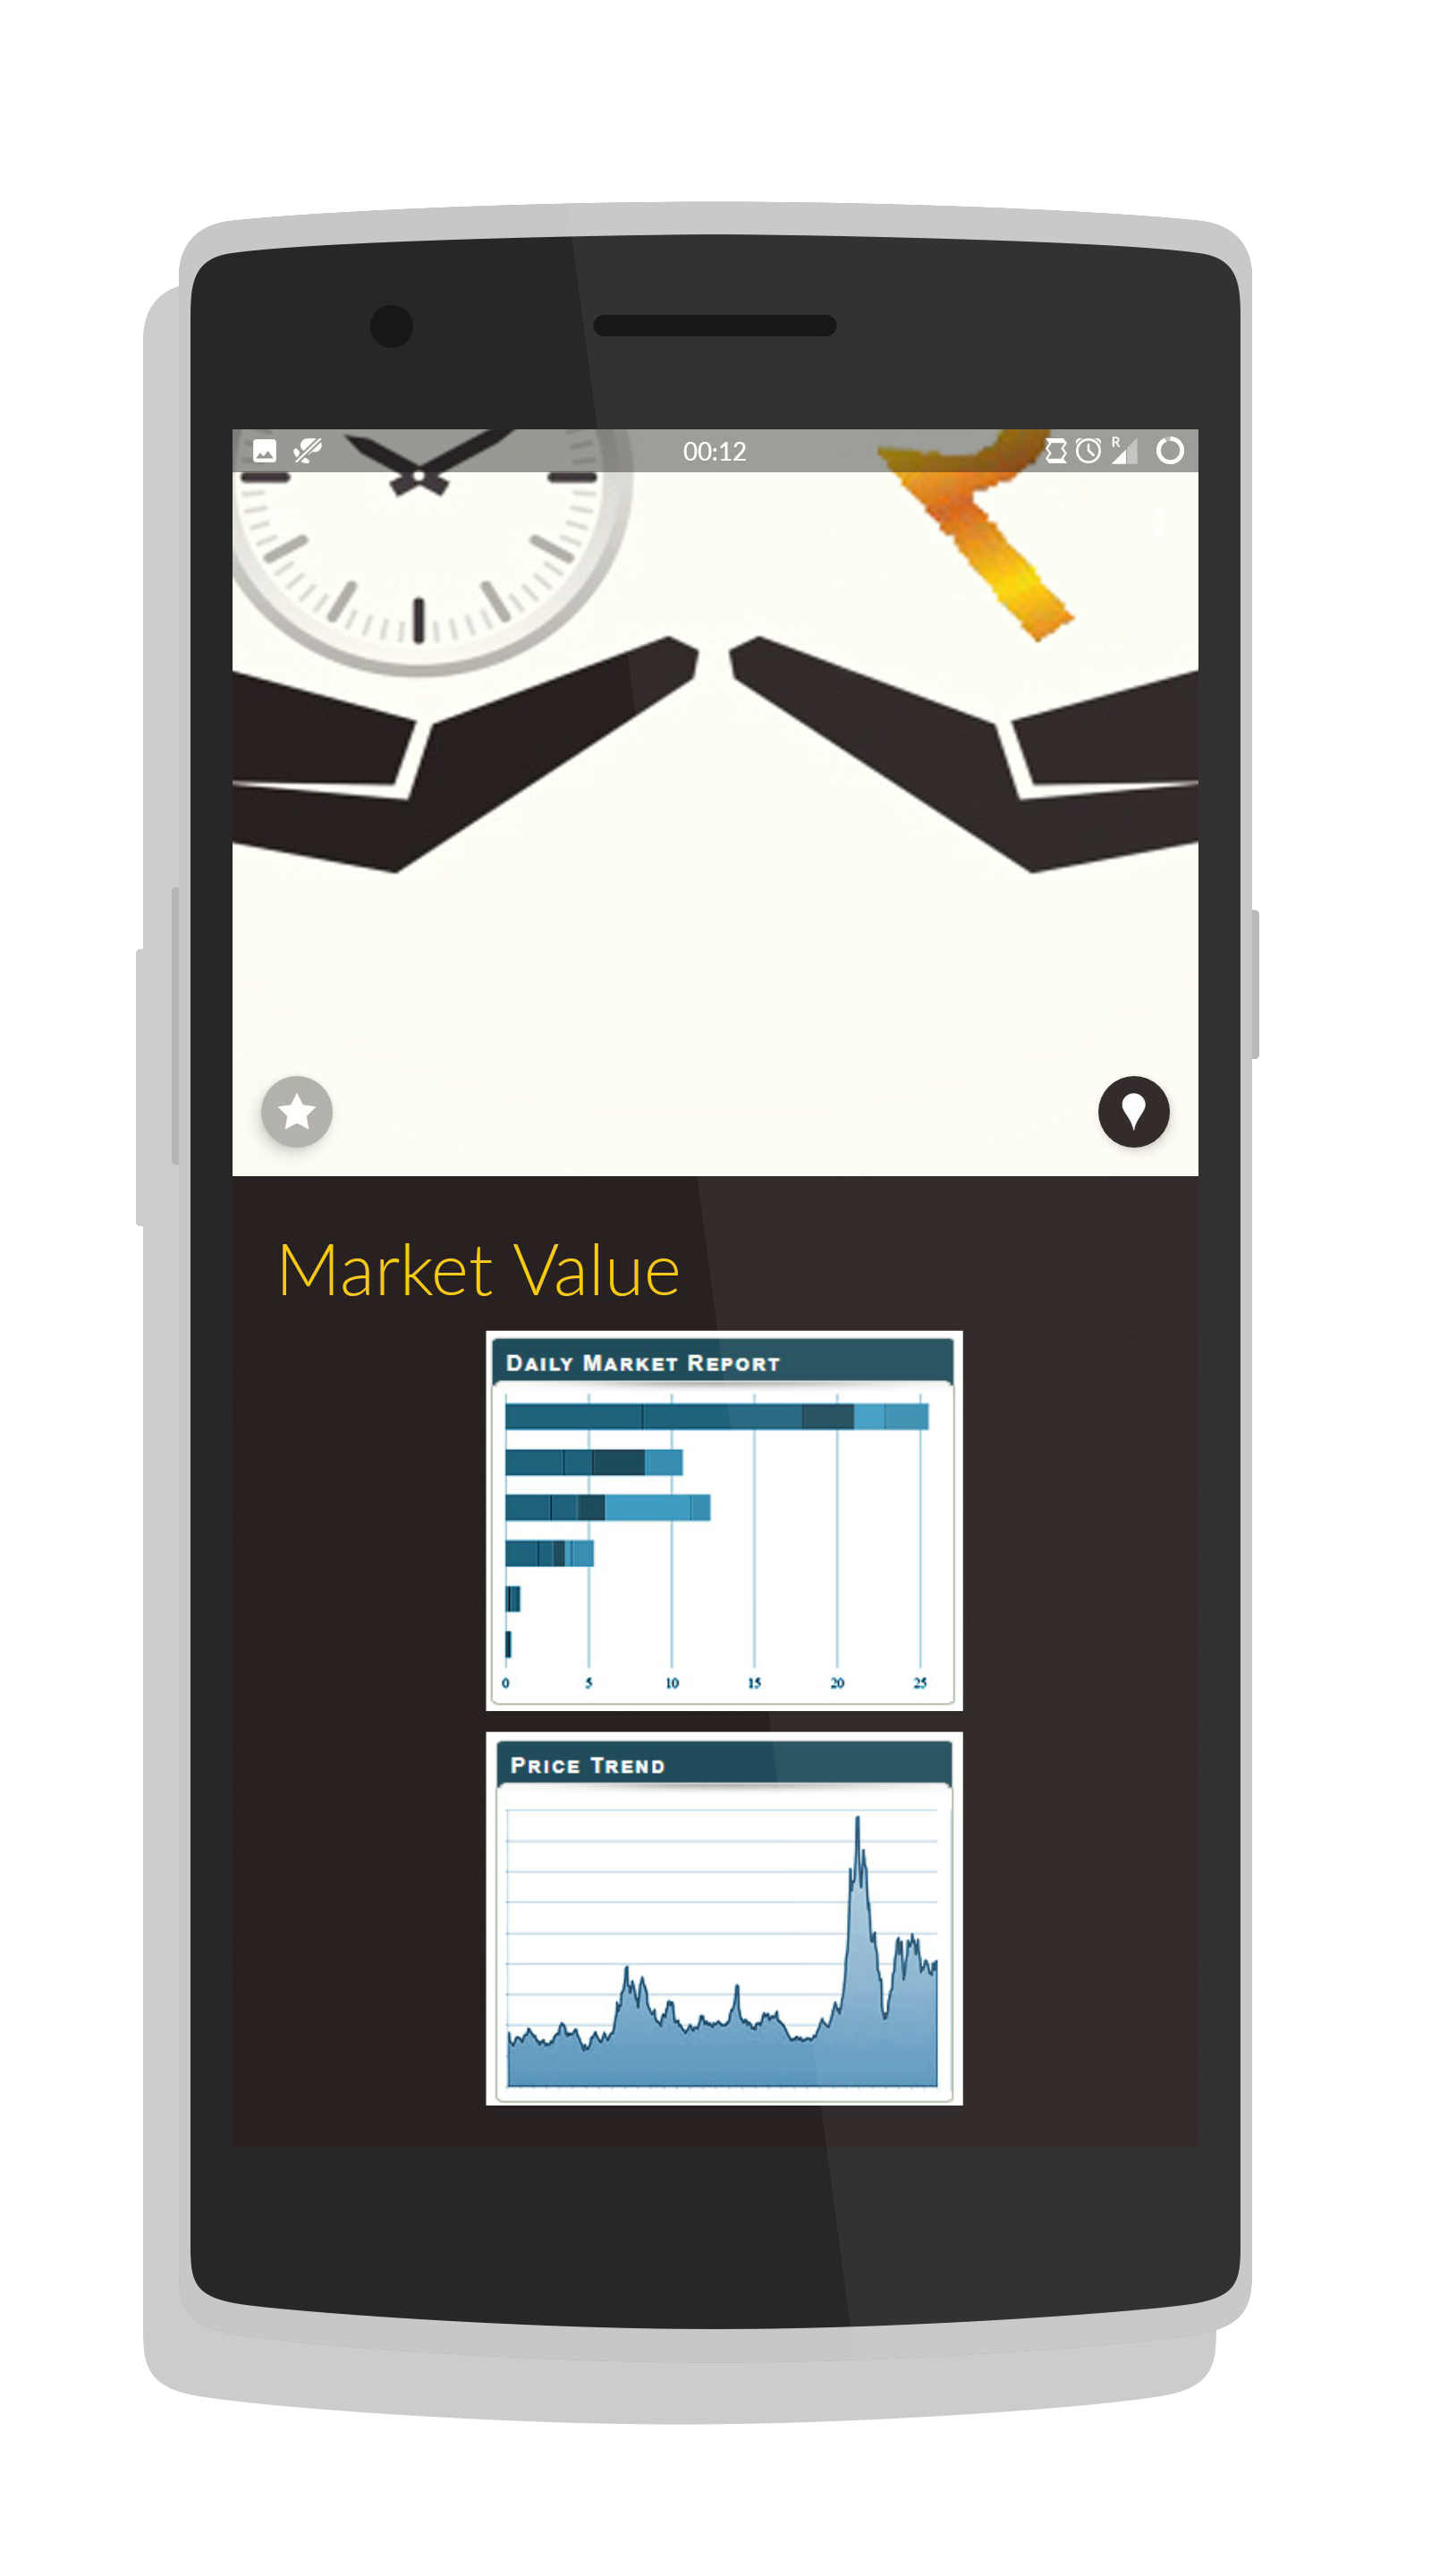 00:12
R
Market Value
DAILY MARKET REPORT
0 5 10 15 20 25
PRICE TREND